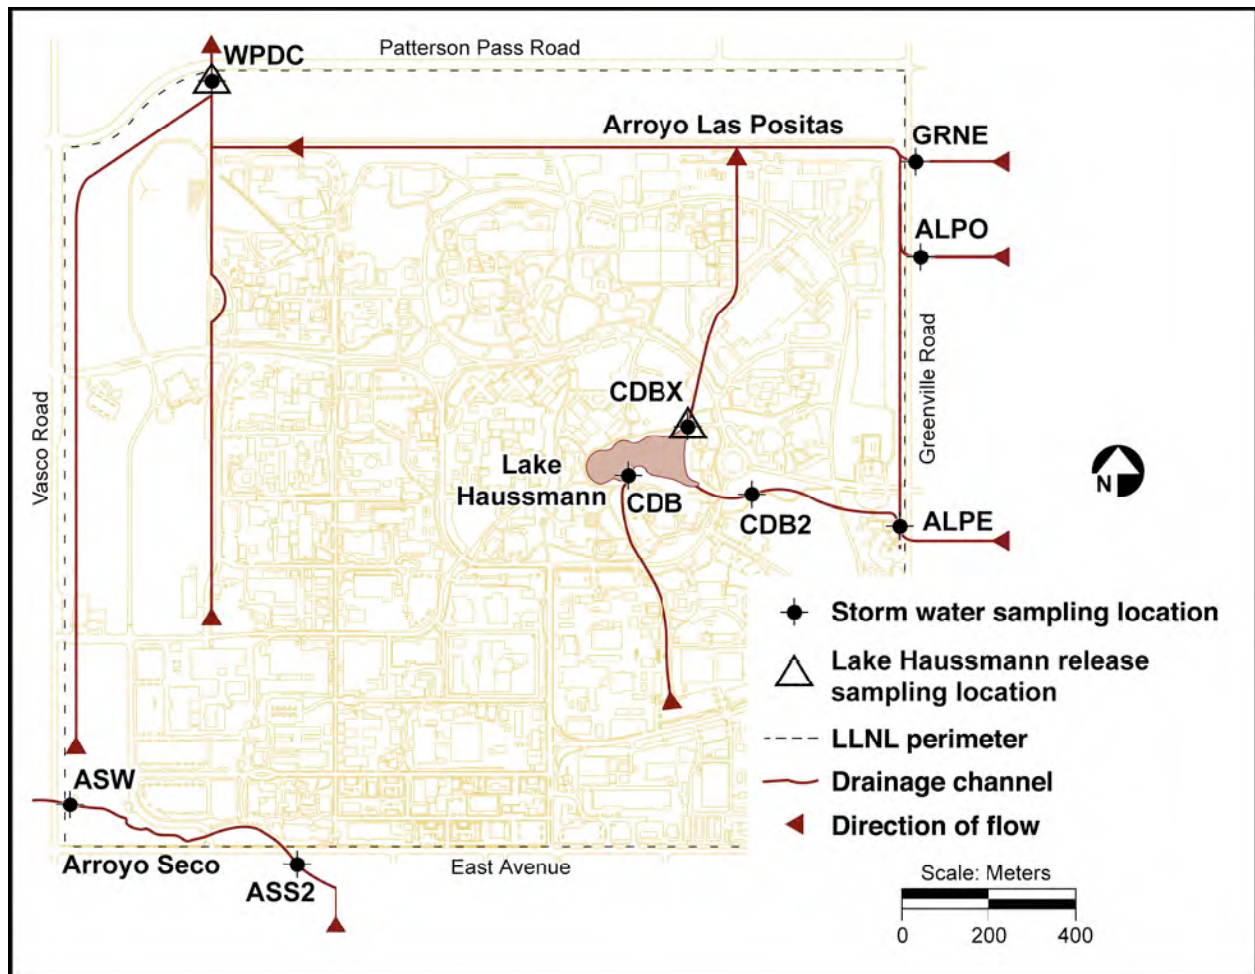 Patterson Pass Road
WPDC
Arroyo Las Positas
GRNE
ALPO
Vasco Road
Greenville Road
CDBX
Lake
Haussmann
CDB
CDB2
ALPE
N
Storm water sampling location
Lake Haussmann release
sampling location
LLNL perimeter
Drainage channel
Direction of flow
ASW
Arroyo Seco
ASS2
East Avenue
Scale: Meters
0 200 400